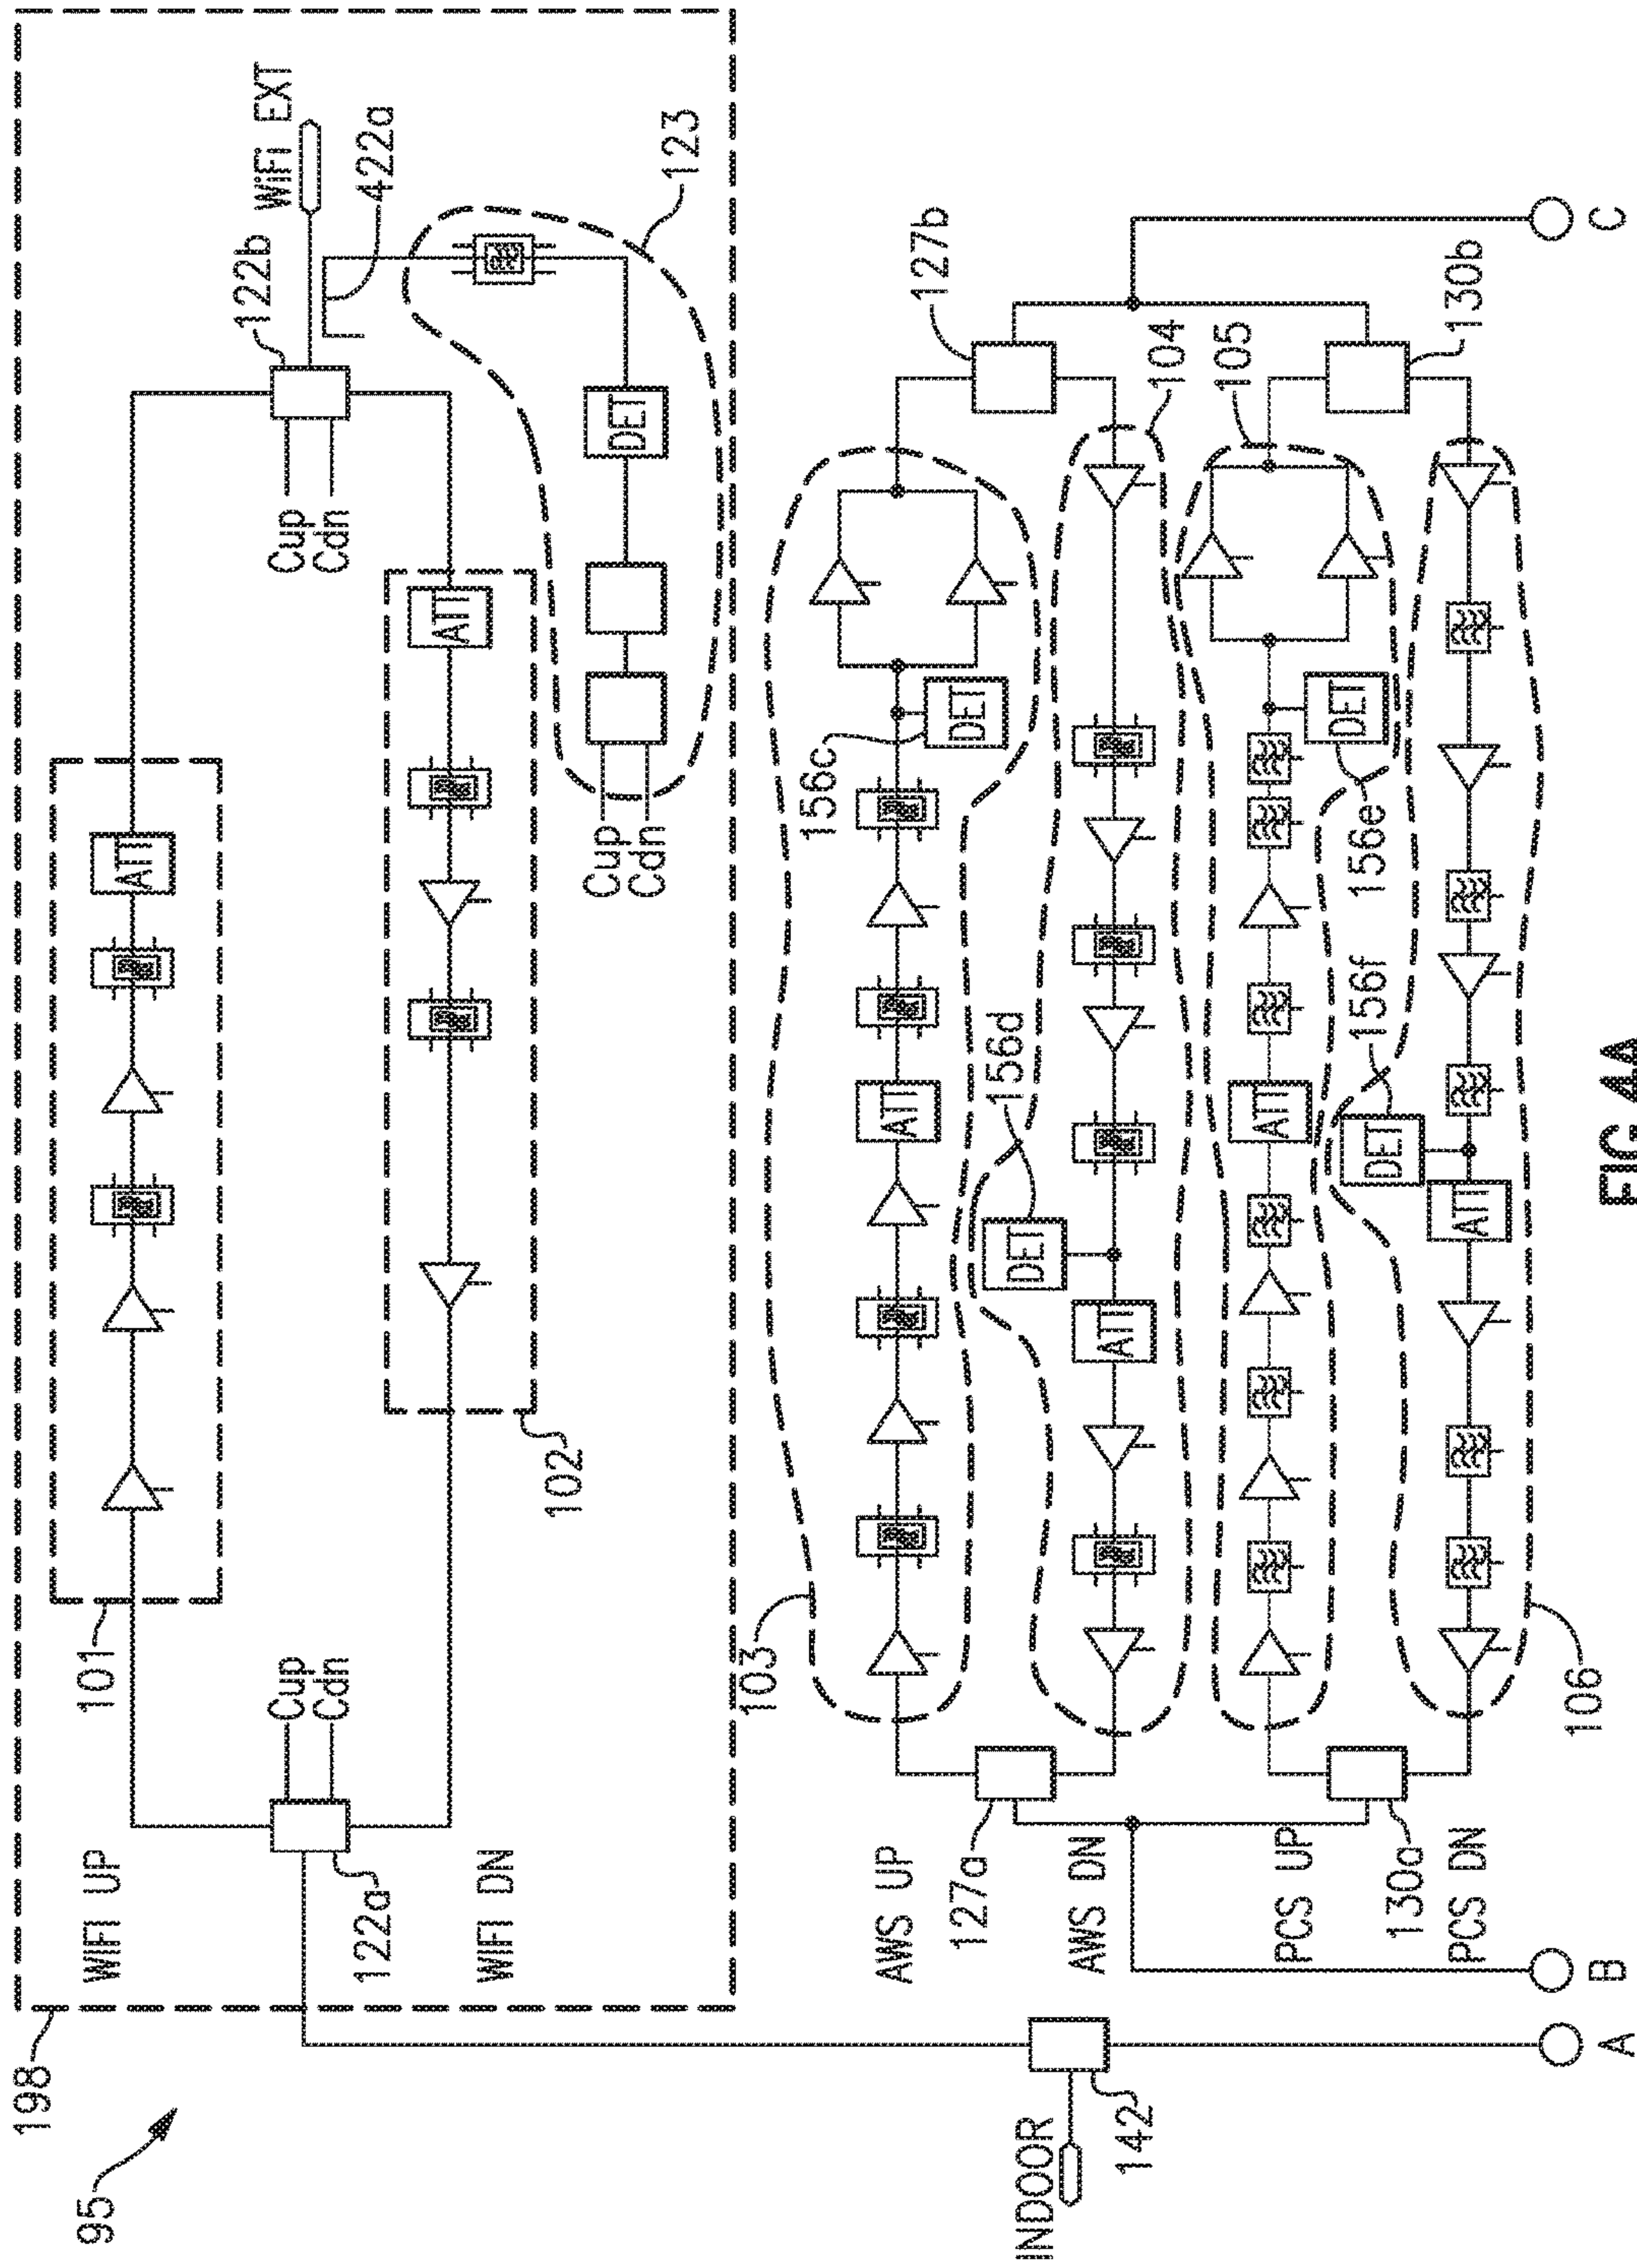 95
198
WIFI UP
101
ATT
WiFi EXT
122b
422a
Cup
Cdn
Cup
Cdn
122a
WIFI DN
102
ATT
123
DET
Cup
Cdn
INDOOR
142
103
AWS UP
ATT
156c
DET
127b
127a
AWS DN
ATT
DET
156d
104
105
PCS UP
ATT
DET
156e
130b
130a
PCS DN
ATT
DET
156f
106
A
B
C
FIG. 4A